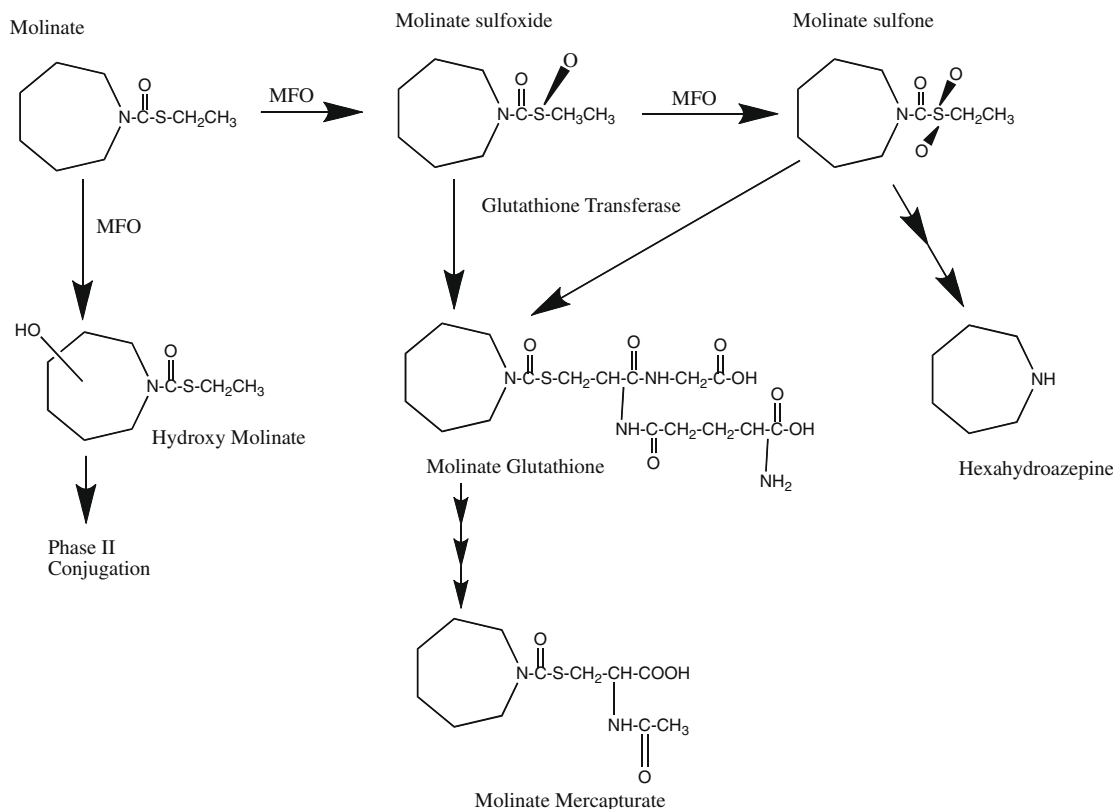 Molinate
Molinate sulfoxide
Molinate sulfone
O
N-C-S-CH₂CH₃
MFO
O
O
N-C-S-CH₃CH₃
MFO
O
O
N-C-S-CH₂CH₃
O
MFO
Glutathione Transferase
HO
O
N-C-S-CH₂CH₃
Hydroxy Molinate
O
O
O
N-C-S-CH₂-CH-C-NH-CH₂-C-OH
O
NH-C-CH₂CH₂-CH-C-OH
O
NH₂
Molinate Glutathione
NH
Hexahydroazepine
Phase II
Conjugation
O
N-C-S-CH₂-CH-COOH
NH-C-CH₃
O
Molinate Mercapturate